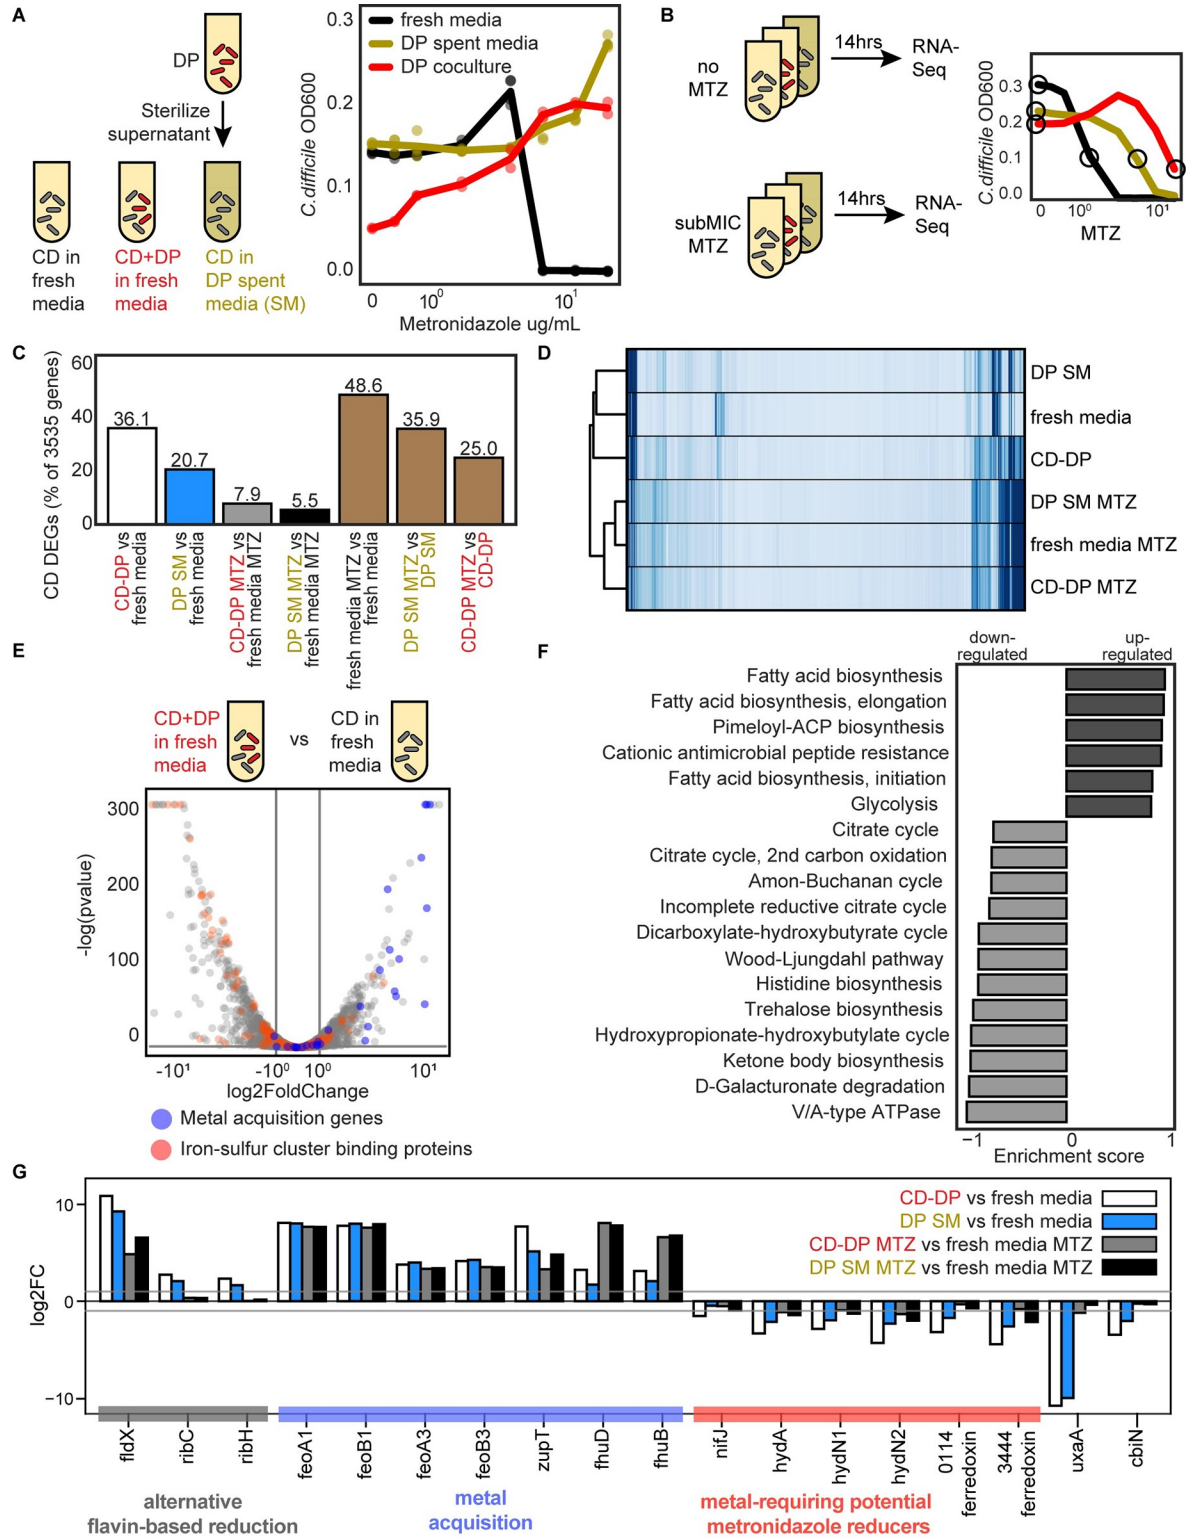 A
DP
Sterilize
supernatant
CD in
fresh
media
CD+DP
in fresh
media
CD in
DP spent
media (SM)
fresh media
DP spent media
DP coculture
C.difficile OD600
0.3
0.2
0.1
0.0
0
10⁰
10¹
Metronidazole ug/mL
B
no
MTZ
14hrs
RNA-
Seq
subMIC
MTZ
14hrs
RNA-
Seq
C.difficile OD600
0.3
0.2
0.1
0.0
0
10⁰
10¹
MTZ
C
CD DEGs (% of 3535 genes)
60
40
20
0
36.1
20.7
7.9
5.5
48.6
35.9
25.0
CD-DP vs
fresh media
DP SM vs
fresh media
CD-DP MTZ vs
fresh media MTZ
DP SM MTZ vs
fresh media MTZ
fresh media MTZ vs
fresh media
DP SM MTZ vs
DP SM
CD-DP MTZ vs
CD-DP
D
DP SM
fresh media
CD-DP
DP SM MTZ
fresh media MTZ
CD-DP MTZ
E
CD+DP
in fresh
media
vs
CD in
fresh
media
-log(pvalue)
300
200
100
0
-10¹
-10⁰
10⁰
10¹
log2FoldChange
Metal acquisition genes
Iron-sulfur cluster binding proteins
F
down-
regulated
up-
regulated
Fatty acid biosynthesis
Fatty acid biosynthesis, elongation
Pimeloyl-ACP biosynthesis
Cationic antimicrobial peptide resistance
Fatty acid biosynthesis, initiation
Glycolysis
Citrate cycle
Citrate cycle, 2nd carbon oxidation
Amon-Buchanan cycle
Incomplete reductive citrate cycle
Dicarboxylate-hydroxybutyrate cycle
Wood-Ljungdahl pathway
Histidine biosynthesis
Trehalose biosynthesis
Hydroxypropionate-hydroxybutylate cycle
Ketone body biosynthesis
D-Galacturonate degradation
V/A-type ATPase
−1
0
1
Enrichment score
G
log2FC
10
0
−10
CD-DP vs fresh media
DP SM vs fresh media
CD-DP MTZ vs fresh media MTZ
DP SM MTZ vs fresh media MTZ
fldX
ribC
ribH
feoA1
feoB1
feoA3
feoB3
zupT
fhuD
fhuB
nifJ
hydA
hydN1
hydN2
0114
ferredoxin
3444
ferredoxin
uxaA
cbiN
alternative
flavin-based reduction
metal
acquisition
metal-requiring potential
metronidazole reducers